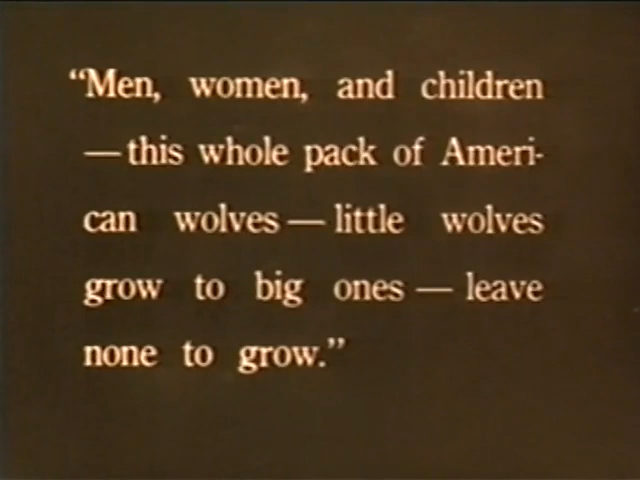 “Men, women, and children
—this whole pack of Ameri-
can wolves—little wolves
grow to big ones—leave
none to grow.”